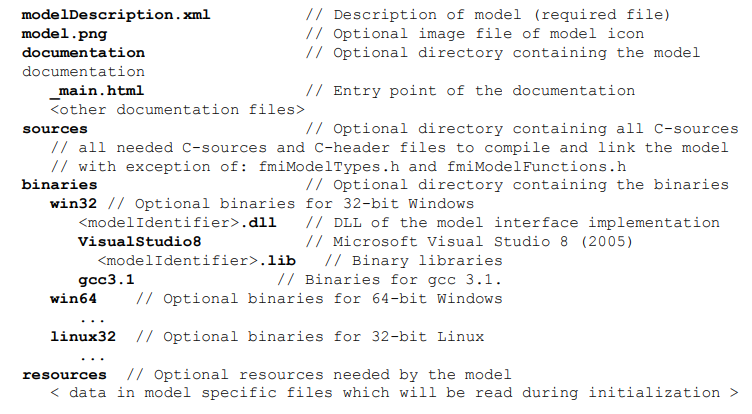 modelDescription.xml // Description of model (required file)
model.png // Optional image file of model icon
documentation // Optional directory containing the model
documentation
_main.html // Entry point of the documentation
<other documentation files>
sources // Optional directory containing all C-sources
// all needed C-sources and C-header files to compile and link the model
// with exception of: fmiModelTypes.h and fmiModelFunctions.h
binaries // Optional directory containing the binaries
win32 // Optional binaries for 32-bit Windows
<modelIdentifier>.dll // DLL of the model interface implementation
VisualStudio8 // Microsoft Visual Studio 8 (2005)
<modelIdentifier>.lib // Binary libraries
gcc3.1 // Binaries for gcc 3.1.
win64 // Optional binaries for 64-bit Windows
...
linux32 // Optional binaries for 32-bit Linux
...
resources // Optional resources needed by the model
< data in model specific files which will be read during initialization >